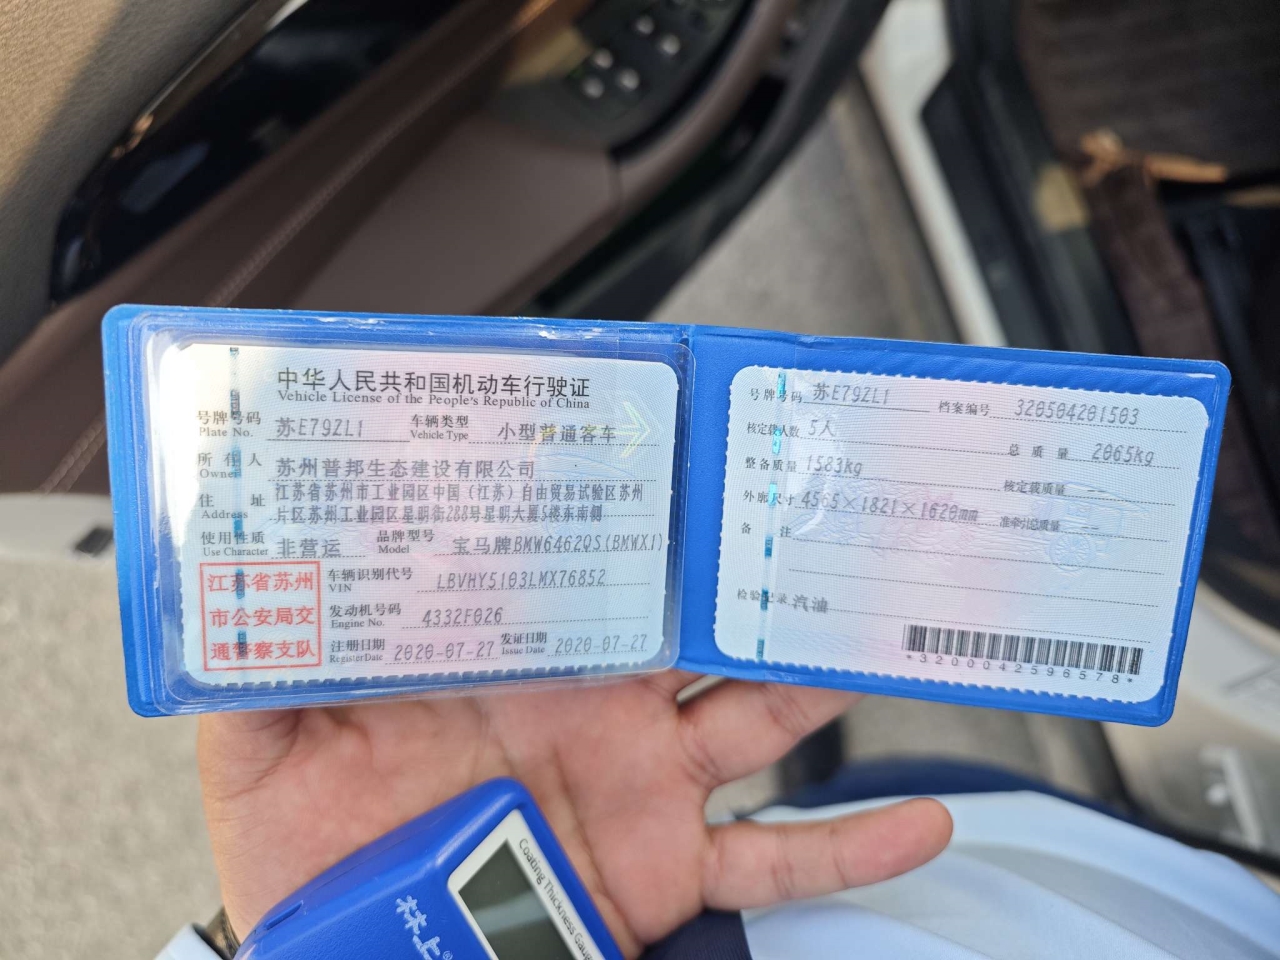 中华人民共和国机动车行驶证
Vehicle License of the People's Republic of China
号牌号码 苏E79ZL1 车辆类型 小型普通客车
Plate No. Vehicle Type
所有人 苏州普邦生态建设有限公司
Owner
住址 江苏省苏州市工业园区中国（江苏）自由贸易试验区苏州
Address 片区苏州工业园区星明街288号星明大厦5楼东南侧
使用性质 非营运 品牌型号 宝马牌BMW6462QS(BMWX1)
Use Character Model
江苏省苏州
市公安局交
通警察支队
车辆识别代号 LBVHY5103LMX76852
VIN
发动机号码 4332F026
Engine No.
注册日期 2020-07-27 发证日期 2020-07-27
Register Date Issue Date
号牌号码 苏E79ZL1 档案编号 320504201503
核定载人数 5人 总质量 2065kg
整备质量 1583kg 核定载质量 --
外廓尺寸 4565×1821×1620mm 准牵引总质量 --
备注
检验记录 汽油
*3200042596578*
Coating Thickness Gauge
林上®